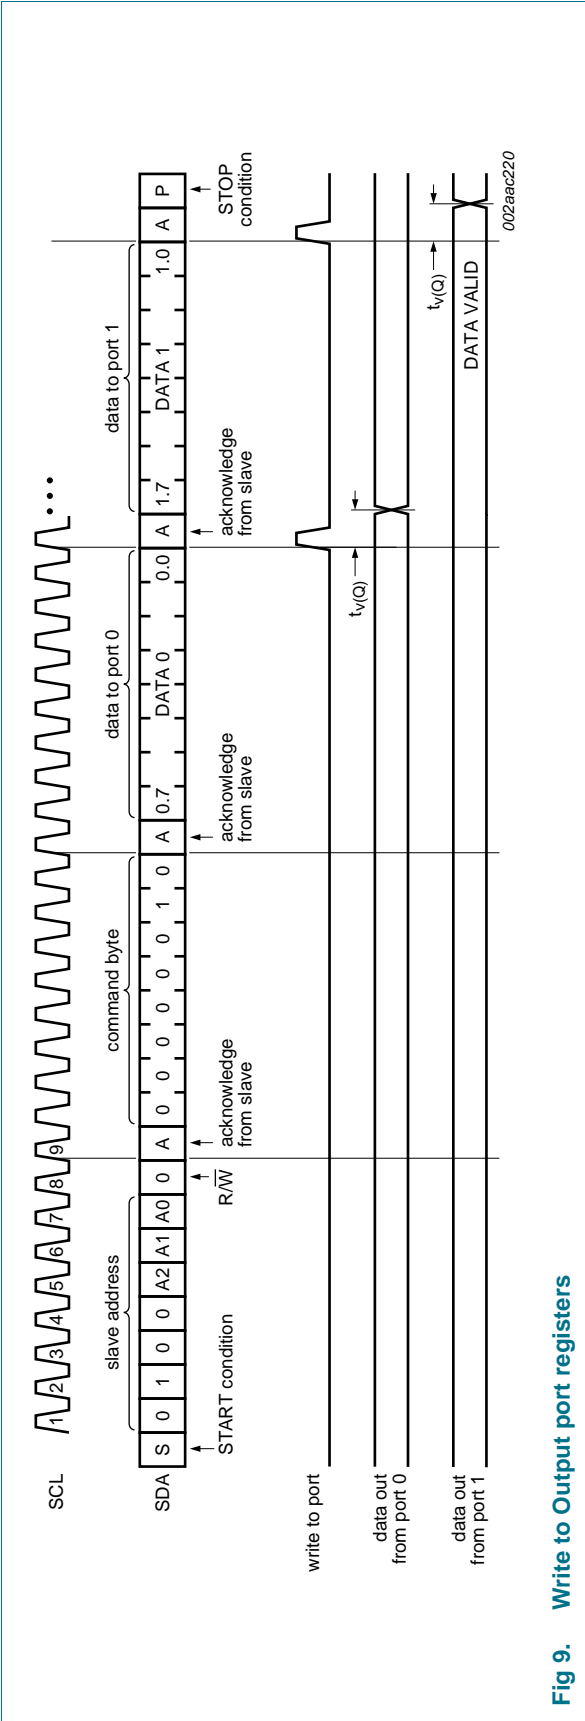 SCL
1 2 3 4 5 6 7 8 9
slave address
command byte
data to port 0
data to port 1
SDA
S 0 1 0 0 A2 A1 A0 0 A 0 0 0 0 0 0 1 0 A 0.7 DATA 0 0.0 A 1.7 DATA 1 1.0 A P
START condition
R/W
acknowledge
from slave
acknowledge
from slave
acknowledge
from slave
STOP
condition
write to port
tv(Q)
data out
from port 0
tv(Q)
data out
from port 1
DATA VALID
002aac220
Fig 9. Write to Output port registers